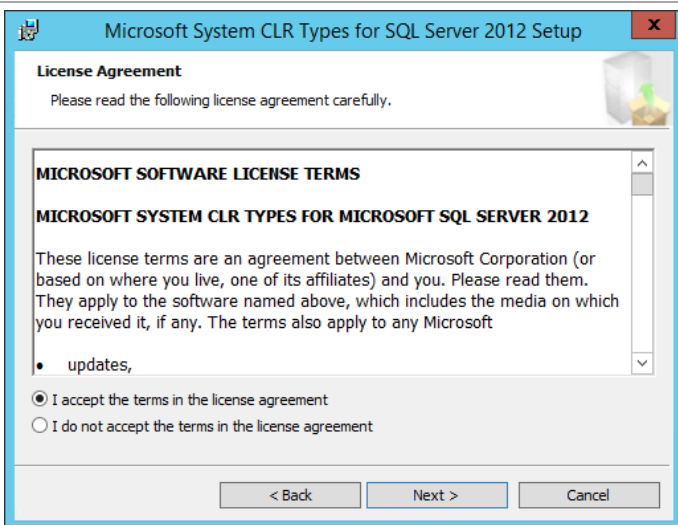 Microsoft System CLR Types for SQL Server 2012 Setup
x
License Agreement
Please read the following license agreement carefully.
MICROSOFT SOFTWARE LICENSE TERMS
MICROSOFT SYSTEM CLR TYPES FOR MICROSOFT SQL SERVER 2012
These license terms are an agreement between Microsoft Corporation (or
based on where you live, one of its affiliates) and you. Please read them.
They apply to the software named above, which includes the media on which
you received it, if any. The terms also apply to any Microsoft
• updates,
I accept the terms in the license agreement
I do not accept the terms in the license agreement
< Back
Next >
Cancel